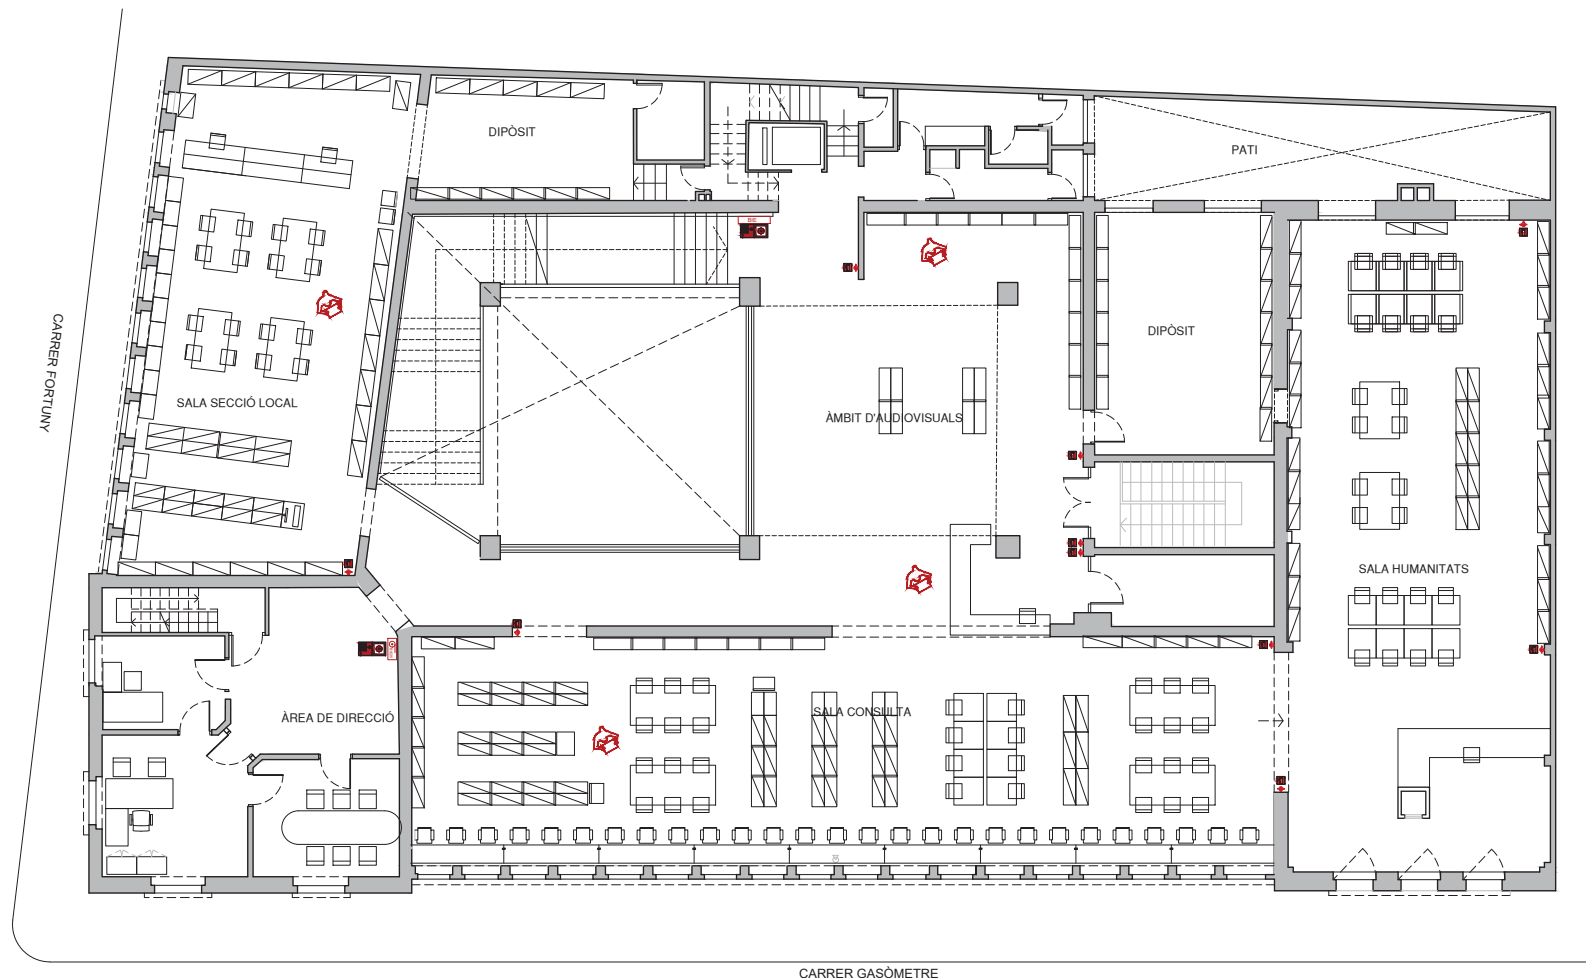 DIPÒSIT
PATI
BIE
CARRER FORTUNY
DIPÒSIT
SALA SECCIÓ LOCAL
ÀMBIT D'AUDIOVISUALS
SALA HUMANITATS
ÀREA DE DIRECCIÓ
SALA CONSULTA
CARRER GASÒMETRE